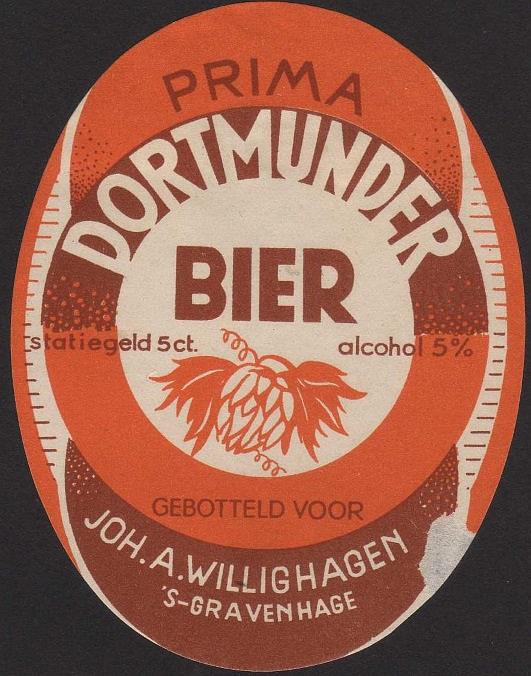 PRIMA
DORTMUNDER
BIER
statiegeld 5ct.
alcohol 5%
GEBOTTELD VOOR
JOH. A. WILLIGHAGEN
'S-GRAVENHAGE